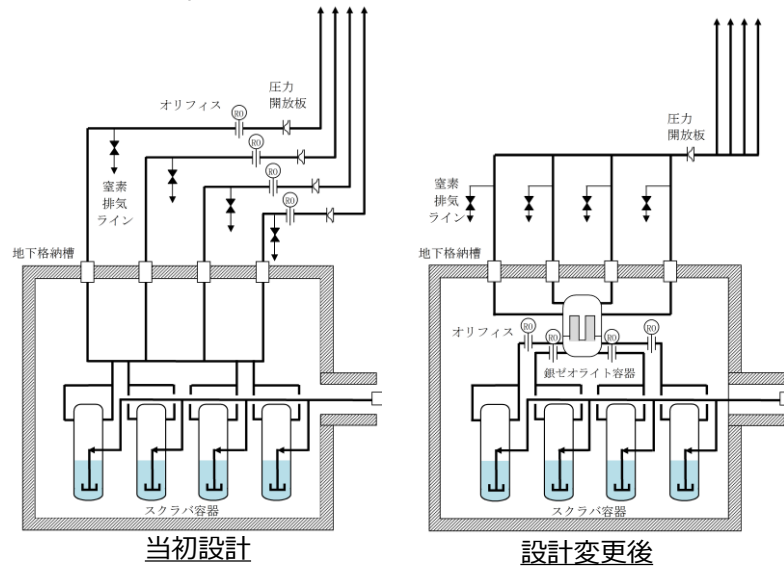 オリフィス
圧力
開放板
RO
RO
RO
RO
窒素
排気
ライン
地下格納槽
スクラバ容器
当初設計
圧力
開放板
窒素
排気
ライン
地下格納槽
オリフィス
RO
RO
RO
RO
銀ゼオライト容器
スクラバ容器
設計変更後